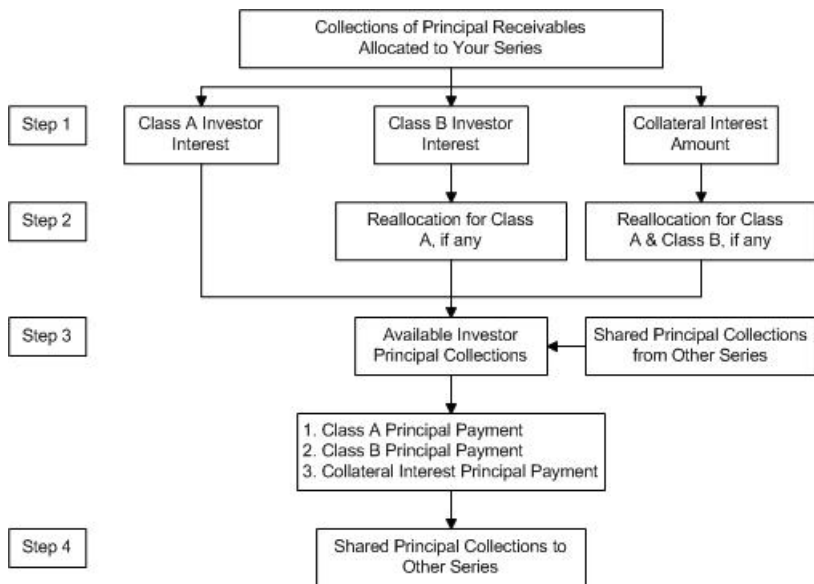 Collections of Principal Receivables
Allocated to Your Series
Step 1
Class A Investor
Interest
Class B Investor
Interest
Collateral Interest
Amount
Step 2
Reallocation for Class
A, if any
Reallocation for Class
A & Class B, if any
Step 3
Available Investor
Principal Collections
Shared Principal Collections
from Other Series
1. Class A Principal Payment
2. Class B Principal Payment
3. Collateral Interest Principal Payment
Step 4
Shared Principal Collections to
Other Series